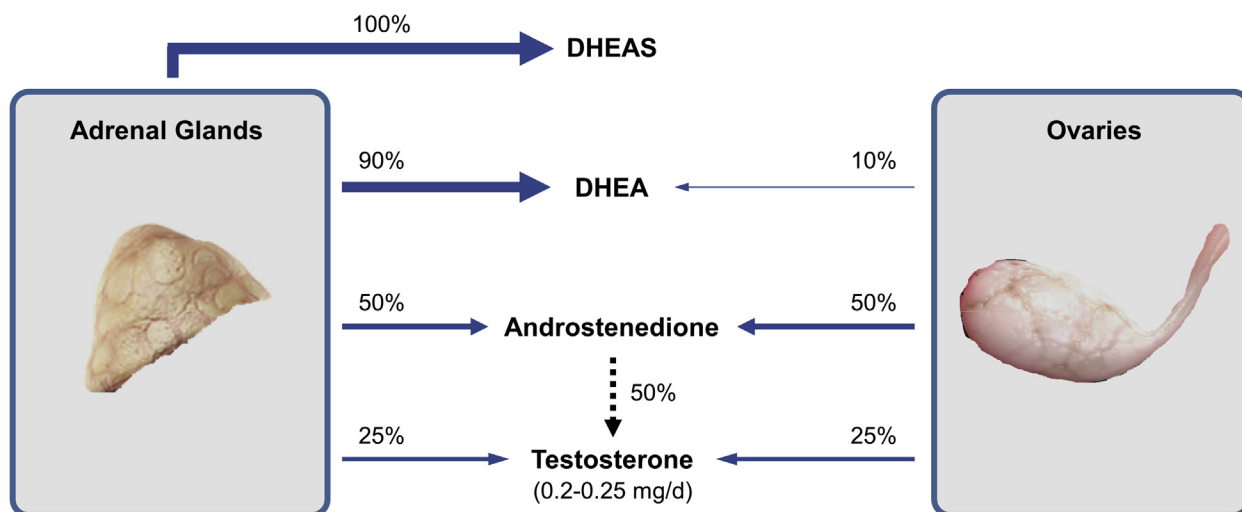 100%
DHEAS
Adrenal Glands
Ovaries
90%
10%
DHEA
50%
50%
Androstenedione
50%
25%
25%
Testosterone
(0.2-0.25 mg/d)